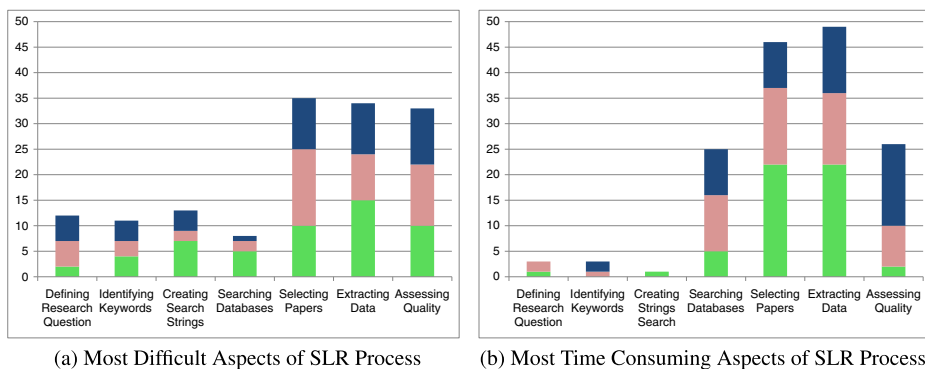 50
45
40
35
30
25
20
15
10
5
0
Defining Research Question
Identifying Keywords
Creating Search Strings
Searching Databases
Selecting Papers
Extracting Data
Assessing Quality
(a) Most Difficult Aspects of SLR Process
50
45
40
35
30
25
20
15
10
5
0
Defining Research Question
Identifying Keywords
Creating Strings Search
Searching Databases
Selecting Papers
Extracting Data
Assessing Quality
(b) Most Time Consuming Aspects of SLR Process